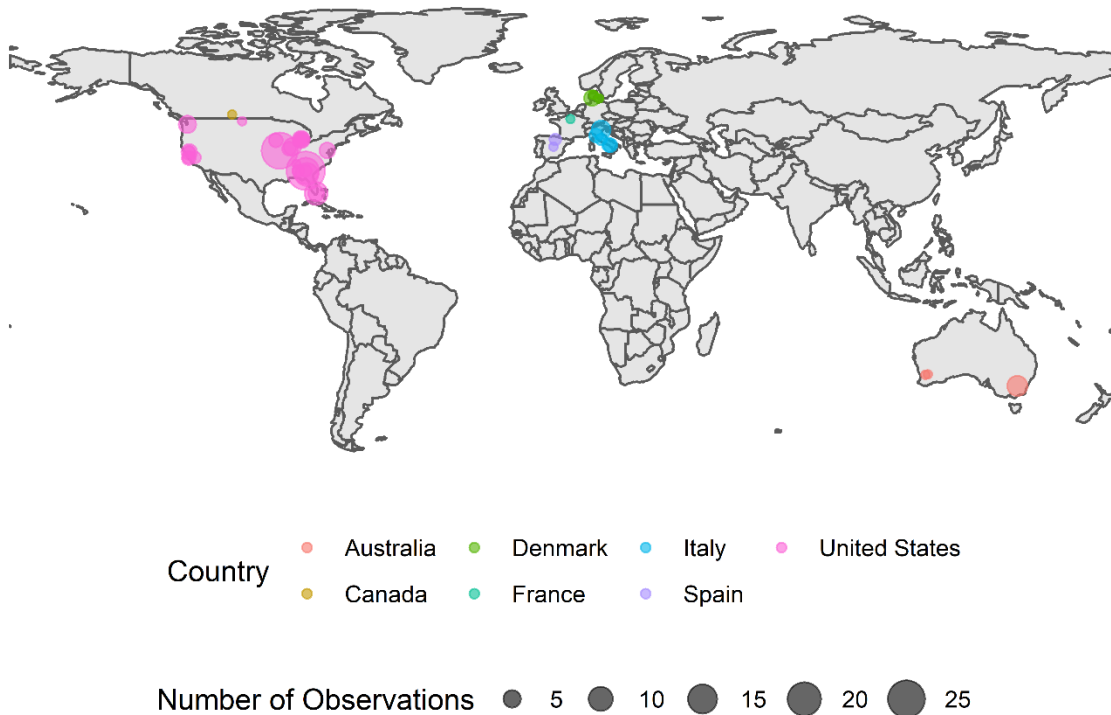 Country
Australia Denmark Italy United States
Canada France Spain
Number of Observations 5 10 15 20 25